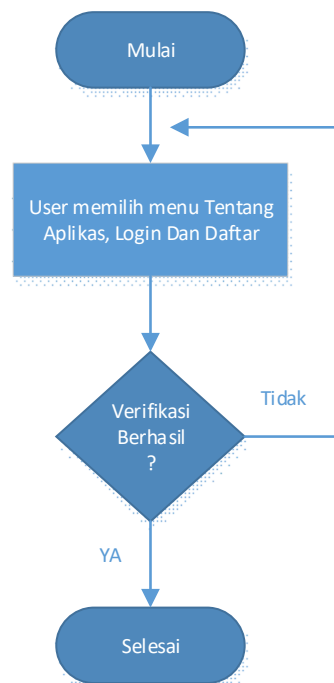 Mulai
User memilih menu Tentang
Aplikas, Login Dan Daftar
Verifikasi
Berhasil
?
Tidak
YA
Selesai